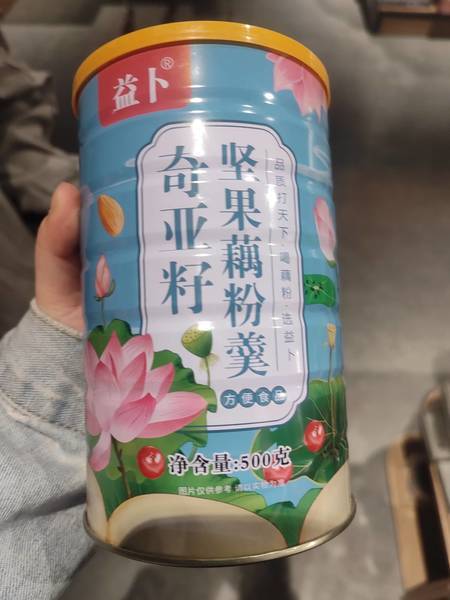 益卜®
品质打天下·喝藕粉·选益卜
坚果藕粉羹
奇亚籽
方便食品
净含量:500克
图片仅供参考 请以实物为准